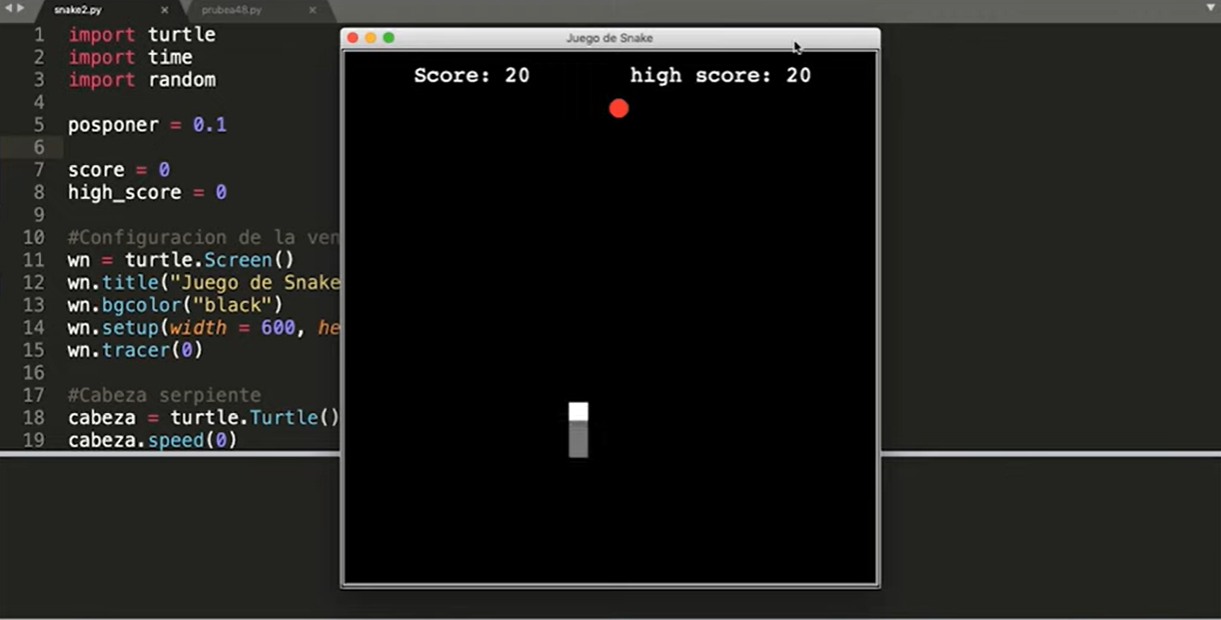 snake2.py
prubea48.py
Juego de Snake
Score: 20 high score: 20
1 import turtle
2 import time
3 import random
4
5 posponer = 0.1
6
7 score = 0
8 high_score = 0
9
10 #Configuracion de la ven
11 wn = turtle.Screen()
12 wn.title("Juego de Snake
13 wn.bgcolor("black")
14 wn.setup(width = 600, he
15 wn.tracer(0)
16
17 #Cabeza serpiente
18 cabeza = turtle.Turtle()
19 cabeza.speed(0)